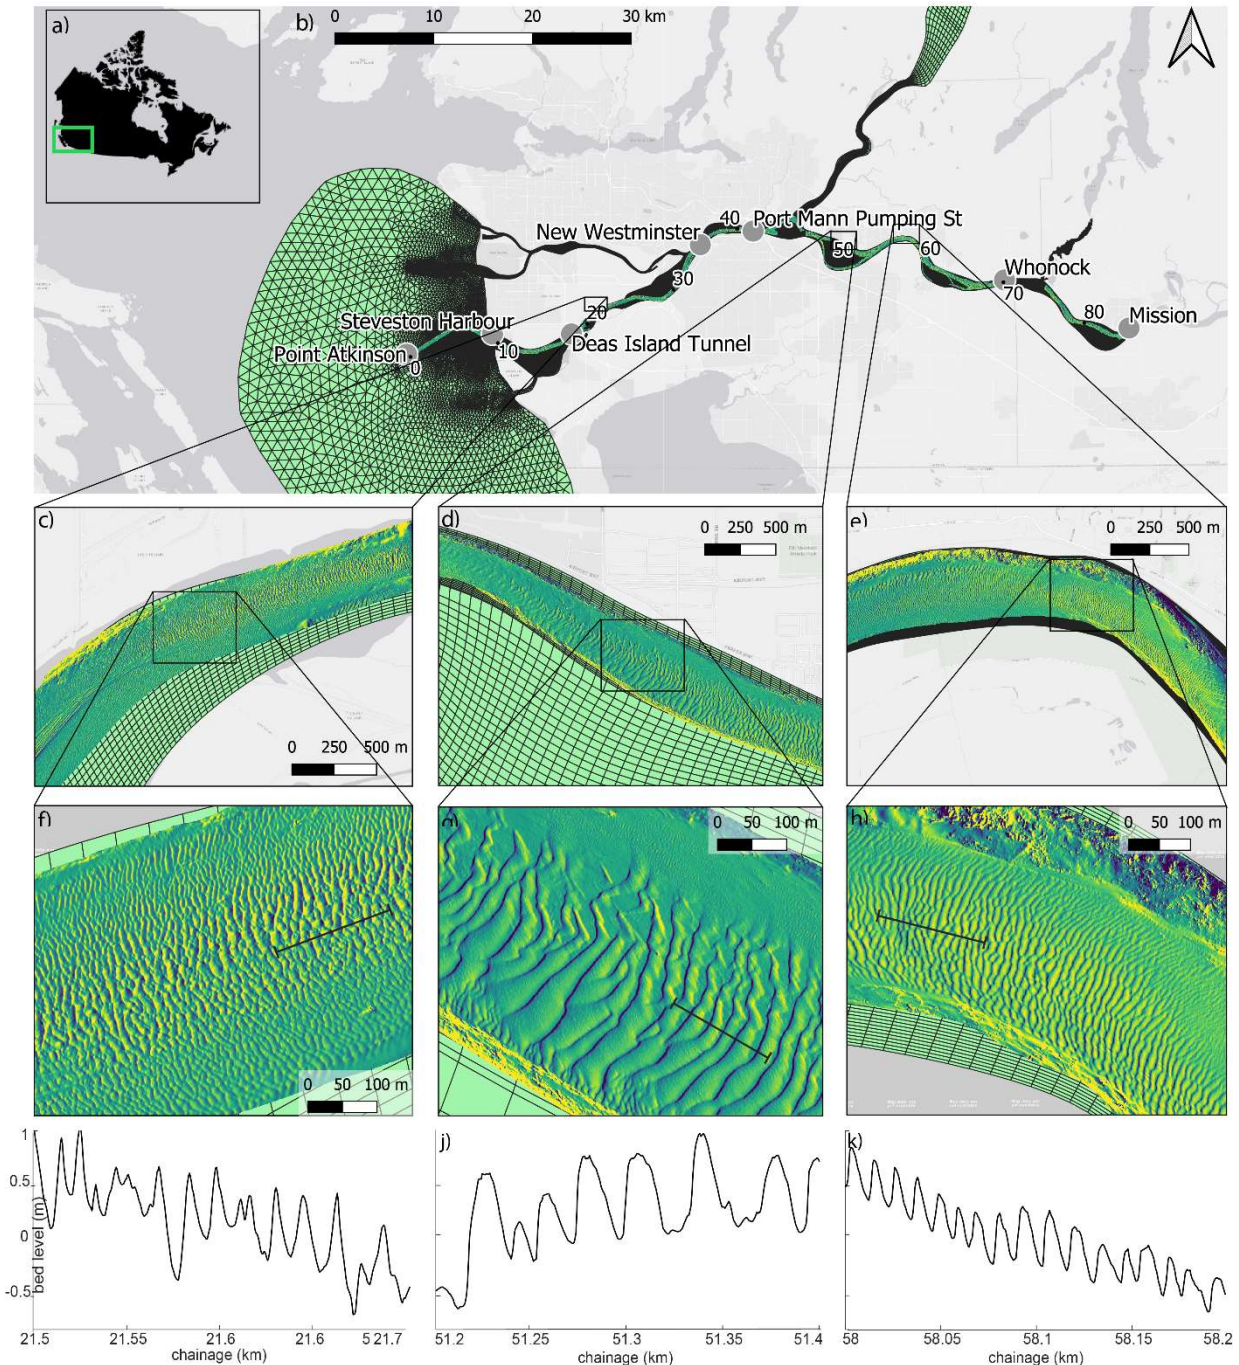 a)
b)
0 10 20 30 km
New Westminster
40
Port Mann Pumping St
50
60
30
Whonock
70
20
80
Mission
Steveston Harbour
10
Deas Island Tunnel
Point Atkinson
0
c)
0 250 500 m
d)
0 250 500 m
e)
0 250 500 m
f)
0 50 100 m
g)
0 50 100 m
h)
0 50 100 m
1
0.5
0
-0.5
bed level (m)
21.5 21.55 21.6 21.6 5 21.7
chainage (km)
j)
51.2 51.25 51.3 51.35 51.4
chainage (km)
k)
58 58.05 58.1 58.15 58.2
chainage (km)